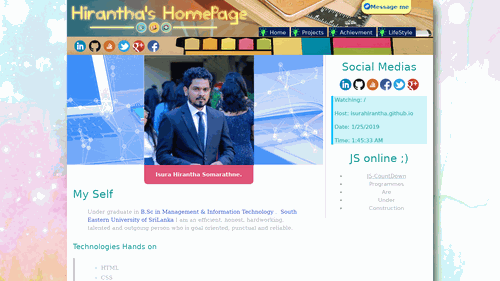 Hirantha's HomePage
Message me
Home
Projects
Achievment
LifeStyle
Social Medias
Watching: /
Host: isurahirantha.github.io
Date: 1/25/2019
Time: 1:45:33 AM
Isura Hirantha Somarathne.
JS online ;)
JS-CountDown
Programmes
Are
Under
Construction
My Self
Under graduate in B.Sc in Management & Information Technology , South
Eastern University of SriLanka I am an efficient, honest, hardworking,
talented and outgoing person who is goal oriented, punctual and reliable.
Technologies Hands on
HTML
CSS